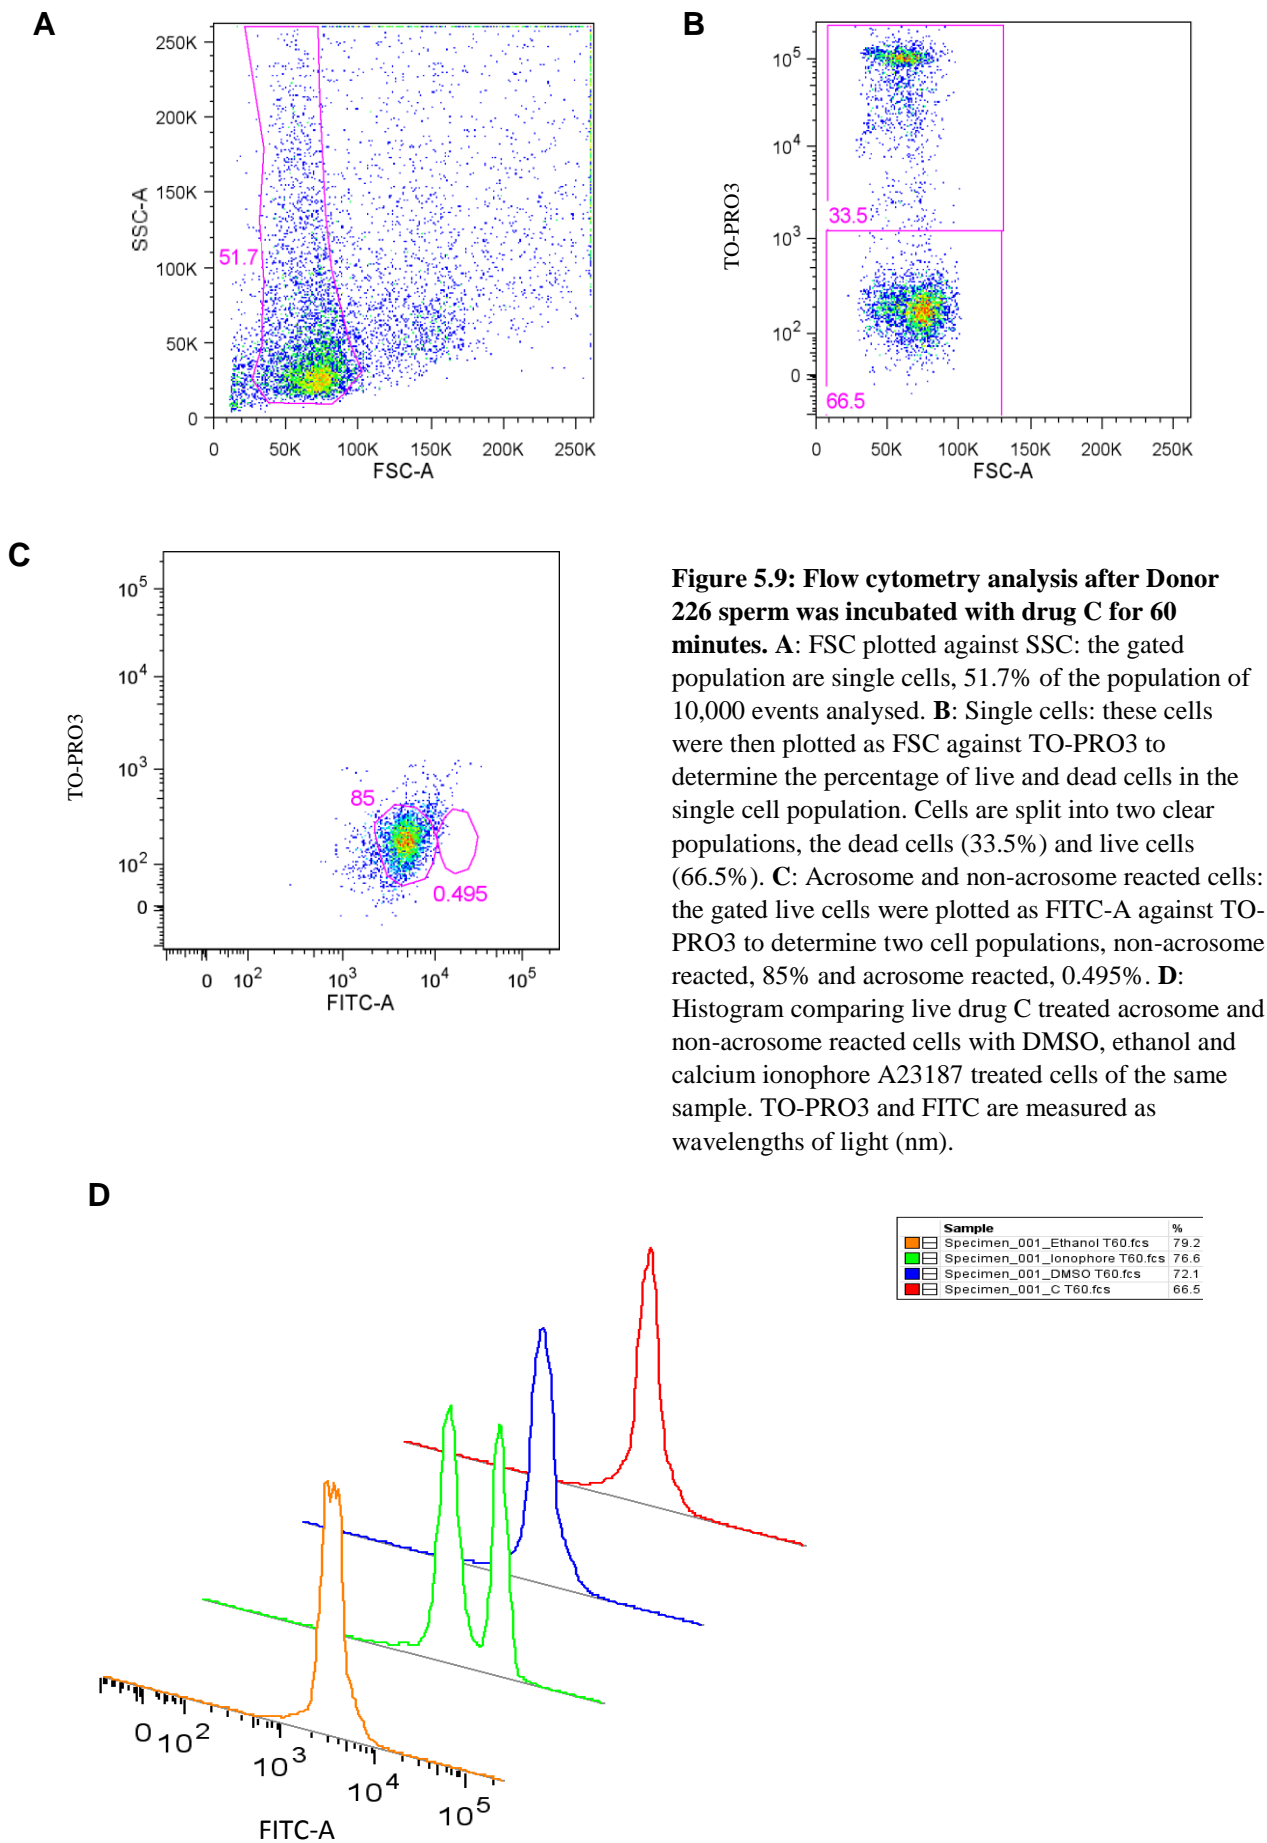 A
250K
200K
150K
100K
50K
0
SSC-A
51.7
0 50K 100K 150K 200K 250K
FSC-A
B
10^5
10^4
10^3
10^2
0
TO-PRO3
33.5
66.5
0 50K 100K 150K 200K 250K
FSC-A
C
10^5
10^4
10^3
10^2
0
TO-PRO3
85
0.495
0 10^2 10^3 10^4 10^5
FITC-A
Figure 5.9: Flow cytometry analysis after Donor
226 sperm was incubated with drug C for 60
minutes. A: FSC plotted against SSC: the gated
population are single cells, 51.7% of the population of
10,000 events analysed. B: Single cells: these cells
were then plotted as FSC against TO-PRO3 to
determine the percentage of live and dead cells in the
single cell population. Cells are split into two clear
populations, the dead cells (33.5%) and live cells
(66.5%). C: Acrosome and non-acrosome reacted cells:
the gated live cells were plotted as FITC-A against TO-
PRO3 to determine two cell populations, non-acrosome
reacted, 85% and acrosome reacted, 0.495%. D:
Histogram comparing live drug C treated acrosome and
non-acrosome reacted cells with DMSO, ethanol and
calcium ionophore A23187 treated cells of the same
sample. TO-PRO3 and FITC are measured as
wavelengths of light (nm).
D
Sample %
Specimen_001_Ethanol T60.fcs 79.2
Specimen_001_Ionophore T60.fcs 76.6
Specimen_001_DMSO T60.fcs 72.1
Specimen_001_C T60.fcs 66.5
0 10^2 10^3 10^4 10^5
FITC-A